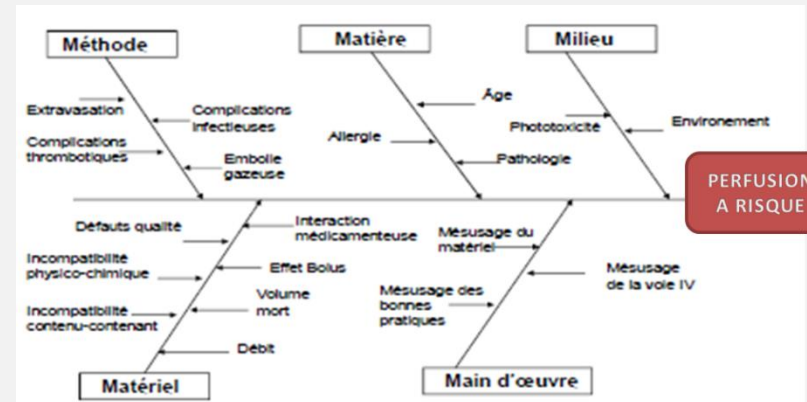 Méthode
Matière
Milieu
Extravasation
Complications
infectieuses
Complications
thrombotiques
Embolie
gazeuse
Âge
Allergie
Pathologie
Phototoxicité
Environement
PERFUSION
A RISQUE
Défauts qualité
Interaction
médicamenteuse
Incompatibilité
physico-chimique
Effet Bolus
Incompatibilité
contenu-contenant
Volume
mort
Débit
Mésusage du
matériel
Mésusage
de la voie IV
Mésusage des
bonnes
pratiques
Matériel
Main d'œuvre